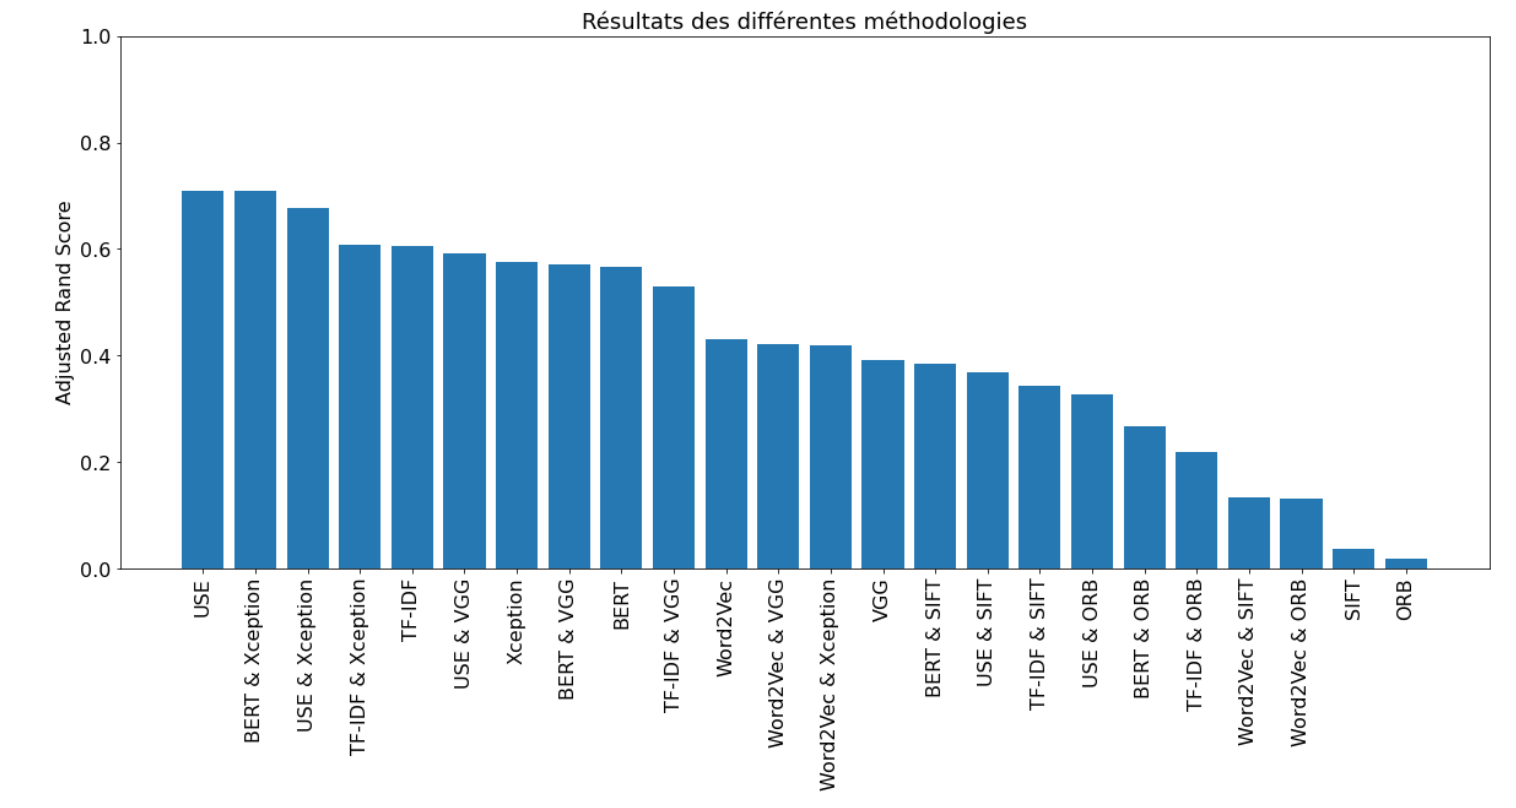 Résultats des différentes méthodologies
Adjusted Rand Score
1.0
0.8
0.6
0.4
0.2
0.0
USE
BERT & Xception
USE & Xception
TF-IDF & Xception
TF-IDF
USE & VGG
Xception
BERT & VGG
BERT
TF-IDF & VGG
Word2Vec
Word2Vec & VGG
Word2Vec & Xception
VGG
BERT & SIFT
USE & SIFT
TF-IDF & SIFT
USE & ORB
BERT & ORB
TF-IDF & ORB
Word2Vec & SIFT
Word2Vec & ORB
SIFT
ORB